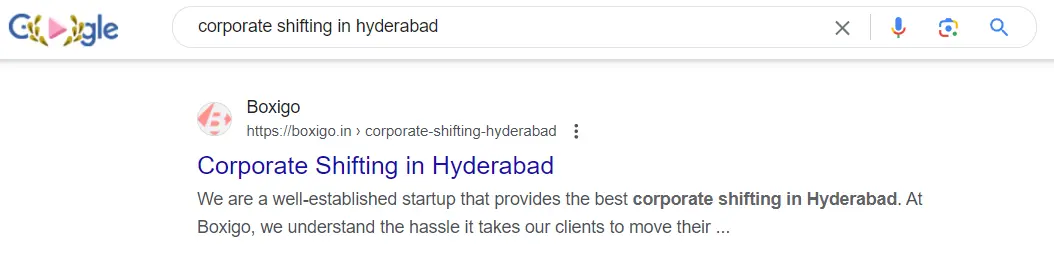 Google
corporate shifting in hyderabad
Boxigo
https://boxigo.in › corporate-shifting-hyderabad
Corporate Shifting in Hyderabad
We are a well-established startup that provides the best corporate shifting in Hyderabad. At
Boxigo, we understand the hassle it takes our clients to move their ...